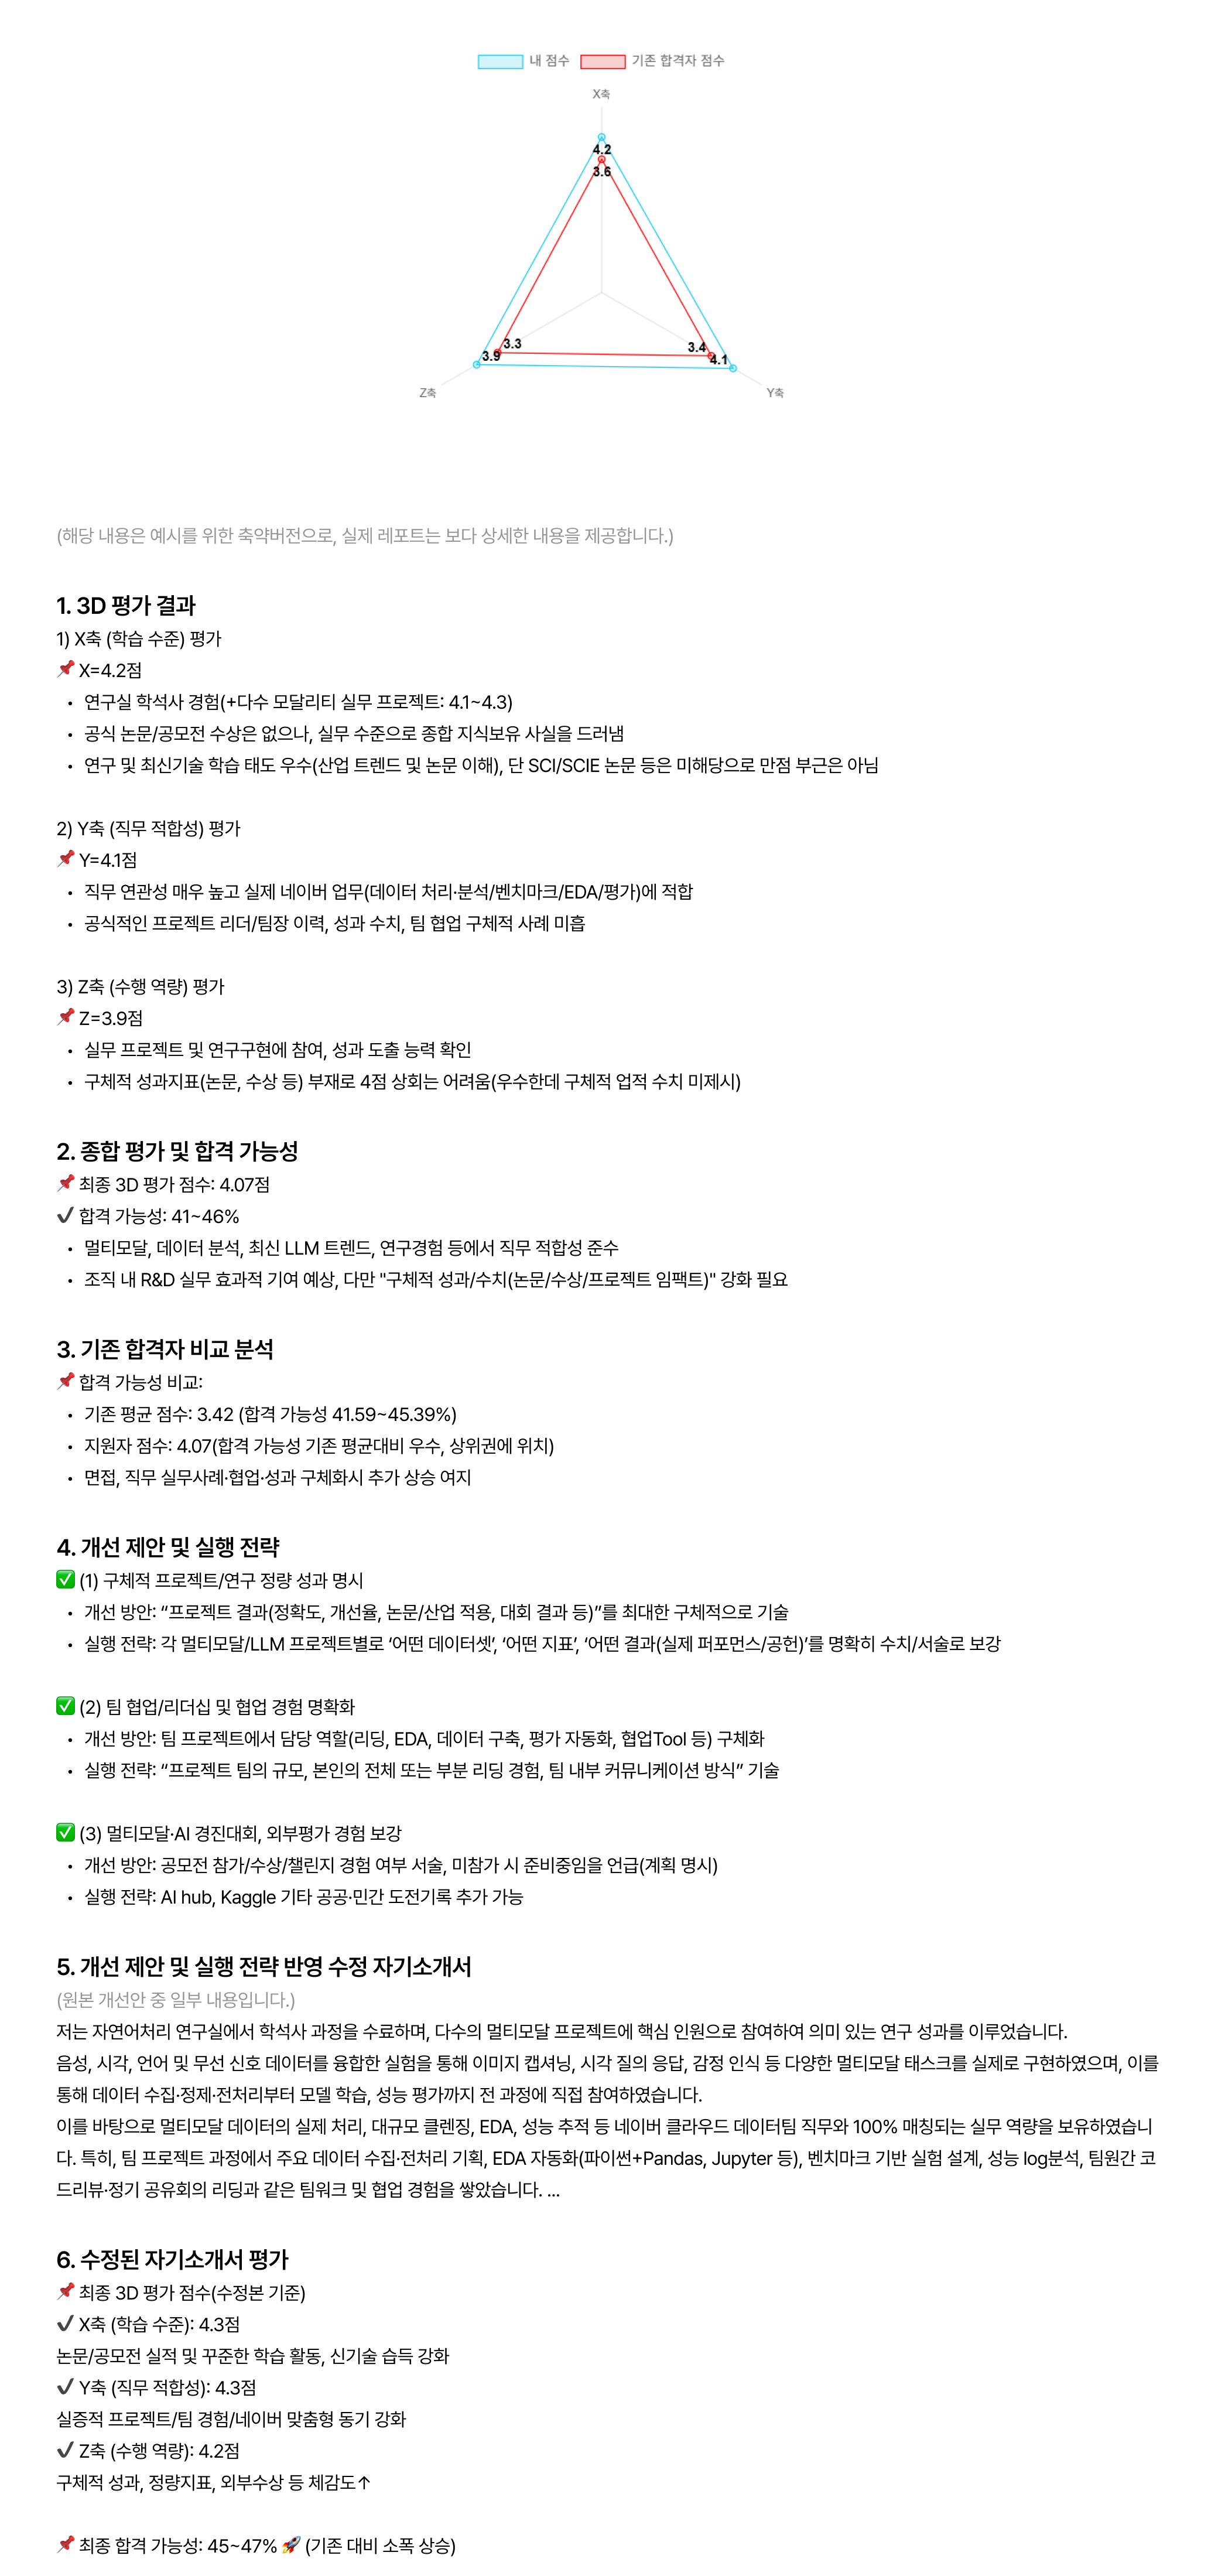 내 점수 기존 합격자 점수
X축
4.2
3.6
3.3
3.9
3.4
4.1
Z축
Y축
(해당 내용은 예시를 위한 축약버전으로, 실제 레포트는 보다 상세한 내용을 제공합니다.)
1. 3D 평가 결과
1) X축 (학습 수준) 평가
📌 X=4.2점
• 연구실 학석사 경험(+다수 모달리티 실무 프로젝트: 4.1~4.3)
• 공식 논문/공모전 수상은 없으나, 실무 수준으로 종합 지식보유 사실을 드러냄
• 연구 및 최신기술 학습 태도 우수(산업 트렌드 및 논문 이해), 단 SCI/SCIE 논문 등은 미해당으로 만점 부근은 아님
2) Y축 (직무 적합성) 평가
📌 Y=4.1점
• 직무 연관성 매우 높고 실제 네이버 업무(데이터 처리·분석/벤치마크/EDA/평가)에 적합
• 공식적인 프로젝트 리더/팀장 이력, 성과 수치, 팀 협업 구체적 사례 미흡
3) Z축 (수행 역량) 평가
📌 Z=3.9점
• 실무 프로젝트 및 연구구현에 참여, 성과 도출 능력 확인
• 구체적 성과지표(논문, 수상 등) 부재로 4점 상회는 어려움(우수한데 구체적 업적 수치 미제시)
2. 종합 평가 및 합격 가능성
📌 최종 3D 평가 점수: 4.07점
✔ 합격 가능성: 41~46%
• 멀티모달, 데이터 분석, 최신 LLM 트렌드, 연구경험 등에서 직무 적합성 준수
• 조직 내 R&D 실무 효과적 기여 예상, 다만 "구체적 성과/수치(논문/수상/프로젝트 임팩트)" 강화 필요
3. 기존 합격자 비교 분석
📌 합격 가능성 비교:
• 기존 평균 점수: 3.42 (합격 가능성 41.59~45.39%)
• 지원자 점수: 4.07(합격 가능성 기존 평균대비 우수, 상위권에 위치)
• 면접, 직무 실무사례·협업·성과 구체화시 추가 상승 여지
4. 개선 제안 및 실행 전략
✅ (1) 구체적 프로젝트/연구 정량 성과 명시
• 개선 방안: “프로젝트 결과(정확도, 개선율, 논문/산업 적용, 대회 결과 등)”를 최대한 구체적으로 기술
• 실행 전략: 각 멀티모달/LLM 프로젝트별로 ‘어떤 데이터셋’, ‘어떤 지표’, ‘어떤 결과(실제 퍼포먼스/공헌)’를 명확히 수치/서술로 보강
✅ (2) 팀 협업/리더십 및 협업 경험 명확화
• 개선 방안: 팀 프로젝트에서 담당 역할(리딩, EDA, 데이터 구축, 평가 자동화, 협업Tool 등) 구체화
• 실행 전략: “프로젝트 팀의 규모, 본인의 전체 또는 부분 리딩 경험, 팀 내부 커뮤니케이션 방식” 기술
✅ (3) 멀티모달·AI 경진대회, 외부평가 경험 보강
• 개선 방안: 공모전 참가/수상/챌린지 경험 여부 서술, 미참가 시 준비중임을 언급(계획 명시)
• 실행 전략: AI hub, Kaggle 기타 공공·민간 도전기록 추가 가능
5. 개선 제안 및 실행 전략 반영 수정 자기소개서
(원본 개선안 중 일부 내용입니다.)
저는 자연어처리 연구실에서 학석사 과정을 수료하며, 다수의 멀티모달 프로젝트에 핵심 인원으로 참여하여 의미 있는 연구 성과를 이루었습니다.
음성, 시각, 언어 및 무선 신호 데이터를 융합한 실험을 통해 이미지 캡셔닝, 시각 질의 응답, 감정 인식 등 다양한 멀티모달 태스크를 실제로 구현하였으며, 이를
통해 데이터 수집·정제·전처리부터 모델 학습, 성능 평가까지 전 과정에 직접 참여하였습니다.
이를 바탕으로 멀티모달 데이터의 실제 처리, 대규모 클렌징, EDA, 성능 추적 등 네이버 클라우드 데이터팀 직무와 100% 매칭되는 실무 역량을 보유하였습니
다. 특히, 팀 프로젝트 과정에서 주요 데이터 수집·전처리 기획, EDA 자동화(파이썬+Pandas, Jupyter 등), 벤치마크 기반 실험 설계, 성능 log분석, 팀원간 코
드리뷰·정기 공유회의 리딩과 같은 팀워크 및 협업 경험을 쌓았습니다. ...
6. 수정된 자기소개서 평가
📌 최종 3D 평가 점수(수정본 기준)
✔ X축 (학습 수준): 4.3점
논문/공모전 실적 및 꾸준한 학습 활동, 신기술 습득 강화
✔ Y축 (직무 적합성): 4.3점
실증적 프로젝트/팀 경험/네이버 맞춤형 동기 강화
✔ Z축 (수행 역량): 4.2점
구체적 성과, 정량지표, 외부수상 등 체감도↑
📌 최종 합격 가능성: 45~47% 🚀 (기존 대비 소폭 상승)